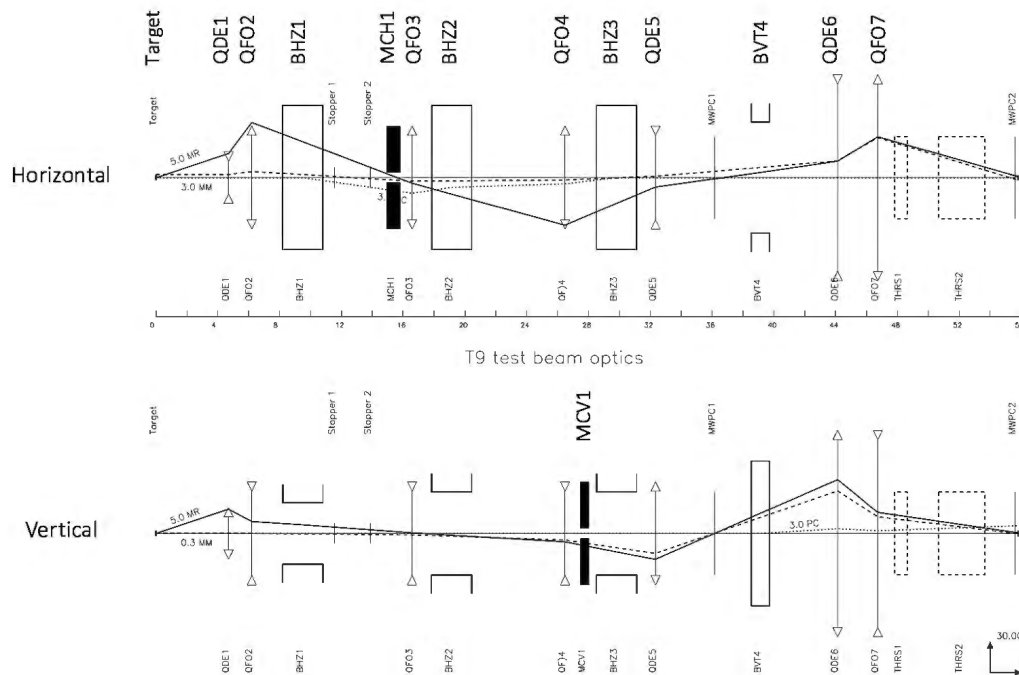 Target QDE1 QFO2 BHZ1 MCH1 QFO3 BHZ2 QFO4 BHZ3 QDE5 BVT4 QDE6 QFO7
Target Stopper 1 Stopper 2 MWPC1 MWPC2
Horizontal
5.0 MR
3.0 MM
QDE1 QFO2 BHZ1 MCH1 QFO3 BHZ2 QF)4 BHZ3 QDE5 BVT4 QDE6 QFO7 THRS1 THRS2
0 4 8 12 16 20 24 28 32 36 40 44 48 52
T9 test beam optics
MCV1
Target Stopper 1 Stopper 2 MWPC1 MWPC2
Vertical
5.0 MR
0.3 MM
3.0 PC
QDE1 QFO2 BHZ1 QFO3 BHZ2 QF)4 MCV1 BHZ3 QDE5 BVT4 QDE6 QFO7 THRS1 THRS2